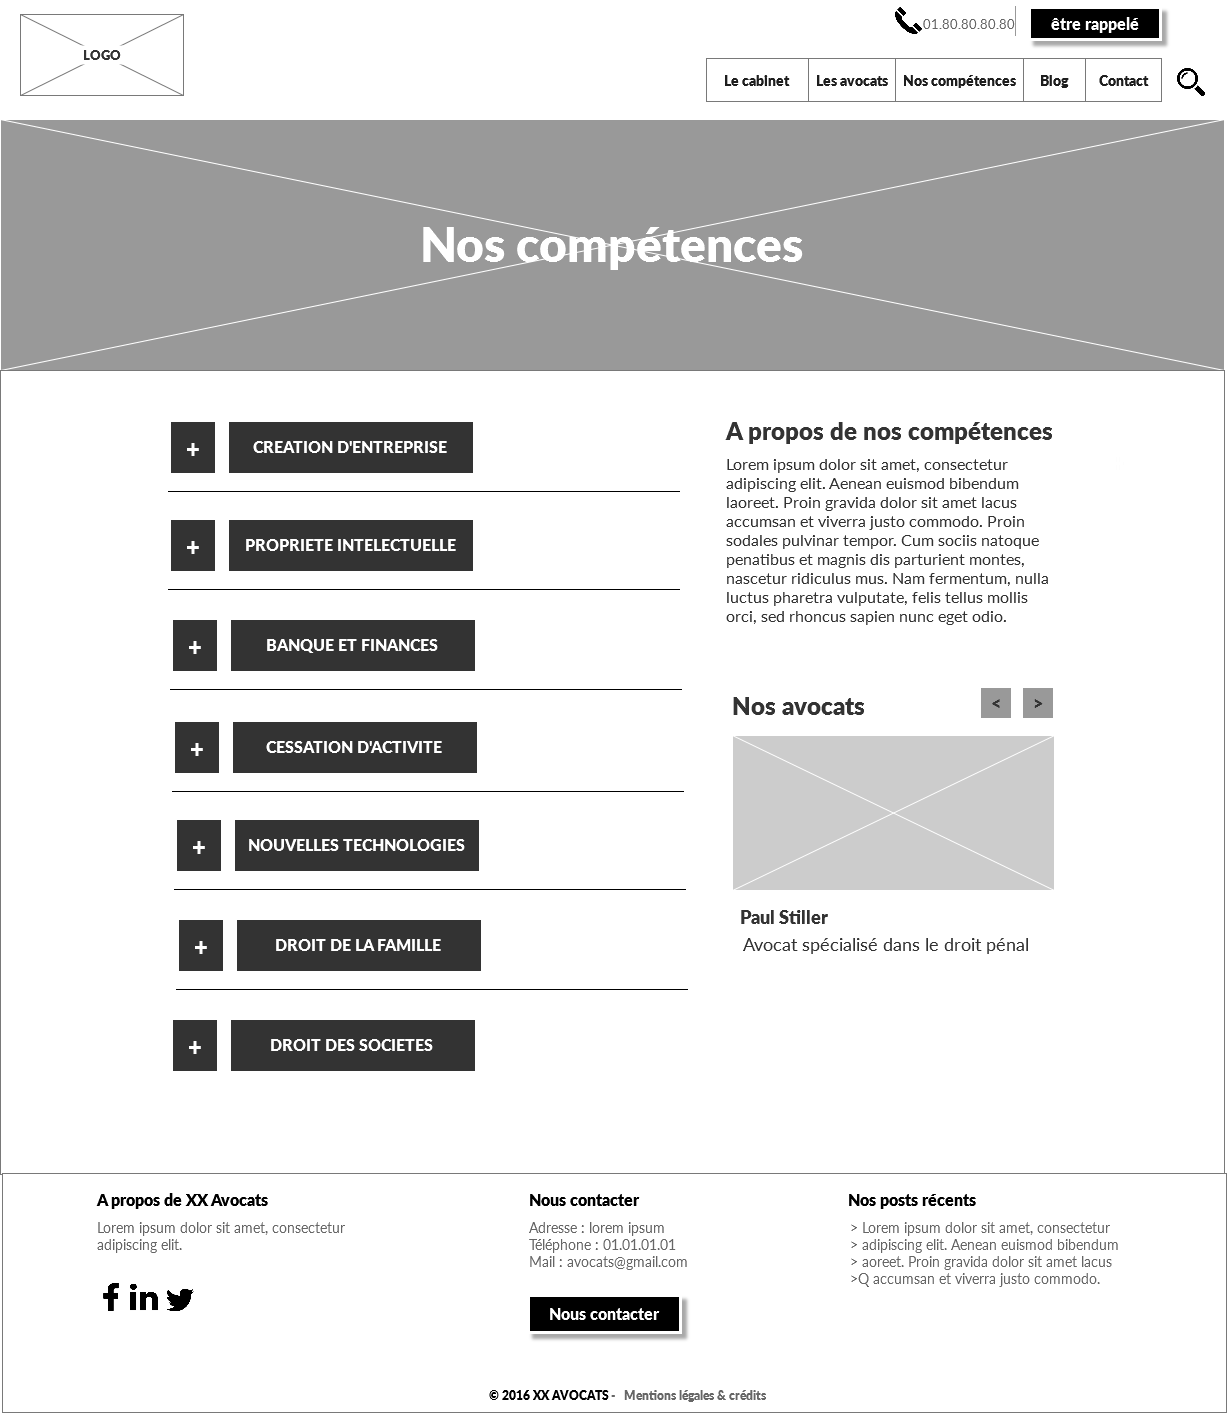 LOGO
01.80.80.80.80
être rappelé
Le cabinet
Les avocats
Nos compétences
Blog
Contact
Nos compétences
+ CREATION D'ENTREPRISE
+ PROPRIETE INTELECTUELLE
+ BANQUE ET FINANCES
+ CESSATION D'ACTIVITE
+ NOUVELLES TECHNOLOGIES
+ DROIT DE LA FAMILLE
+ DROIT DES SOCIETES
A propos de nos compétences
Lorem ipsum dolor sit amet, consectetur
adipiscing elit. Aenean euismod bibendum
laoreet. Proin gravida dolor sit amet lacus
accumsan et viverra justo commodo. Proin
sodales pulvinar tempor. Cum sociis natoque
penatibus et magnis dis parturient montes,
nascetur ridiculus mus. Nam fermentum, nulla
luctus pharetra vulputate, felis tellus mollis
orci, sed rhoncus sapien nunc eget odio.
Nos avocats
< >
Paul Stiller
Avocat spécialisé dans le droit pénal
A propos de XX Avocats
Lorem ipsum dolor sit amet, consectetur
adipiscing elit.
Nous contacter
Adresse : lorem ipsum
Téléphone : 01.01.01.01
Mail : avocats@gmail.com
Nous contacter
Nos posts récents
> Lorem ipsum dolor sit amet, consectetur
> adipiscing elit. Aenean euismod bibendum
> aoreet. Proin gravida dolor sit amet lacus
>Q accumsan et viverra justo commodo.
© 2016 XX AVOCATS - Mentions légales & crédits